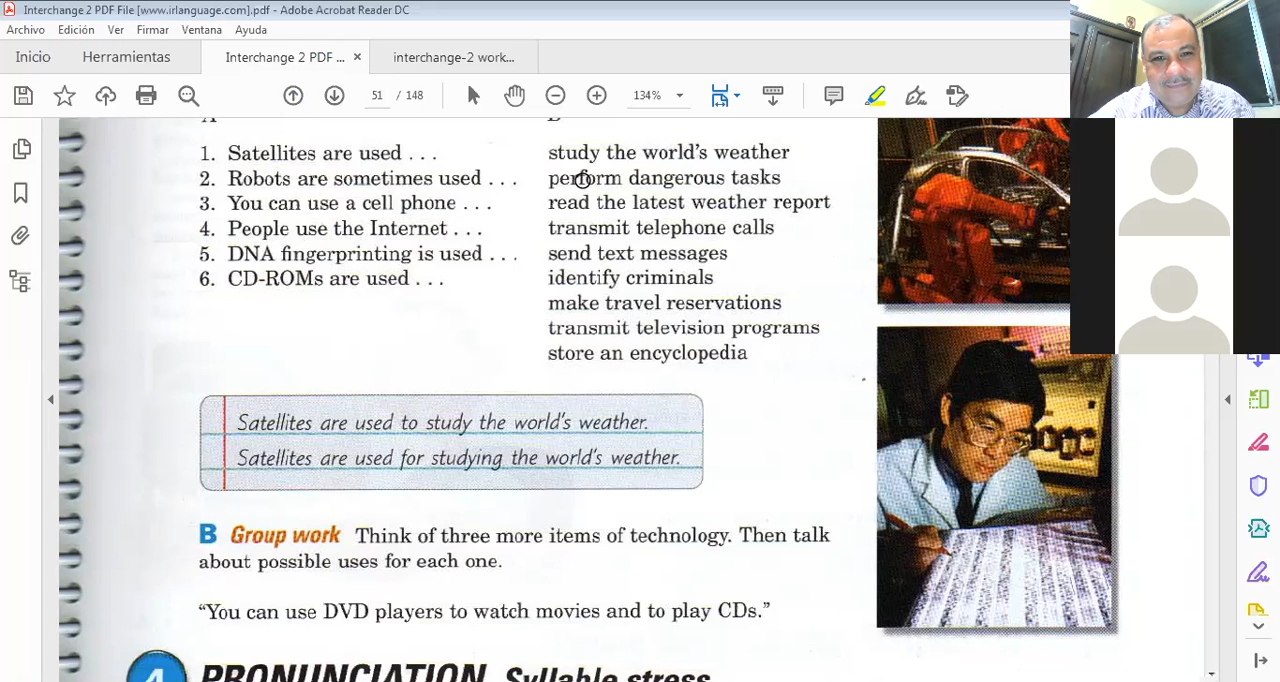 Interchange 2 PDF File [www.irlanguage.com].pdf - Adobe Acrobat Reader DC
Archivo Edición Ver Firmar Ventana Ayuda
Inicio Herramientas Interchange 2 PDF ... × interchange-2 work...
51 / 148 134%
1. Satellites are used . . .
2. Robots are sometimes used . . .
3. You can use a cell phone . . .
4. People use the Internet . . .
5. DNA fingerprinting is used . . .
6. CD-ROMs are used . . .
study the world's weather
perform dangerous tasks
read the latest weather report
transmit telephone calls
send text messages
identify criminals
make travel reservations
transmit television programs
store an encyclopedia
Satellites are used to study the world's weather.
Satellites are used for studying the world's weather.
B Group work Think of three more items of technology. Then talk
about possible uses for each one.
"You can use DVD players to watch movies and to play CDs."
4 PRONUNCIATION Syllable stress